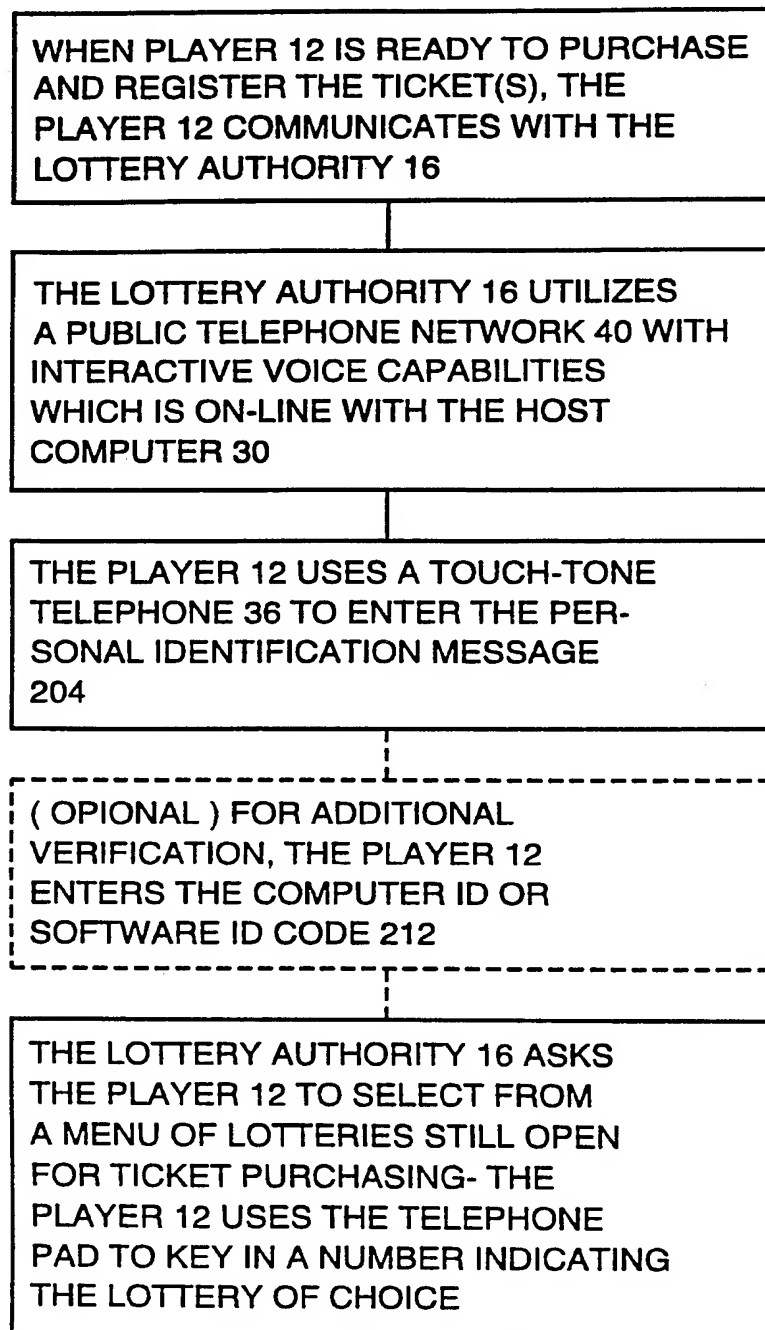 WHEN PLAYER 12 IS READY TO PURCHASE
AND REGISTER THE TICKET(S), THE
PLAYER 12 COMMUNICATES WITH THE
LOTTERY AUTHORITY 16
THE LOTTERY AUTHORITY 16 UTILIZES
A PUBLIC TELEPHONE NETWORK 40 WITH
INTERACTIVE VOICE CAPABILITIES
WHICH IS ON-LINE WITH THE HOST
COMPUTER 30
THE PLAYER 12 USES A TOUCH-TONE
TELEPHONE 36 TO ENTER THE PER-
SONAL IDENTIFICATION MESSAGE
204
( OPIONAL ) FOR ADDITIONAL
VERIFICATION, THE PLAYER 12
ENTERS THE COMPUTER ID OR
SOFTWARE ID CODE 212
THE LOTTERY AUTHORITY 16 ASKS
THE PLAYER 12 TO SELECT FROM
A MENU OF LOTTERIES STILL OPEN
FOR TICKET PURCHASING- THE
PLAYER 12 USES THE TELEPHONE
PAD TO KEY IN A NUMBER INDICATING
THE LOTTERY OF CHOICE